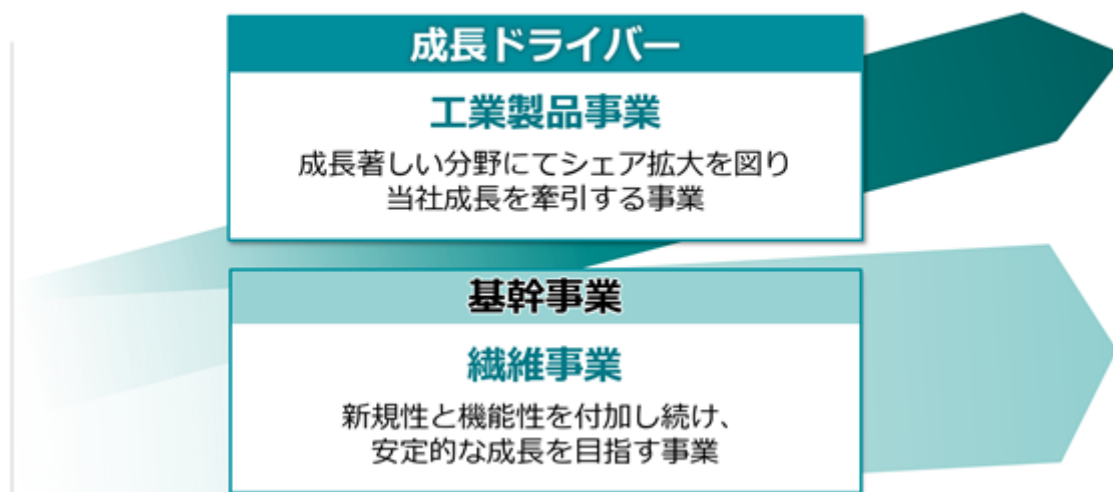 成長ドライバー
工業製品事業
成長著しい分野にてシェア拡大を図り
当社成長を牽引する事業
基幹事業
繊維事業
新規性と機能性を付加し続け、
安定的な成長を目指す事業